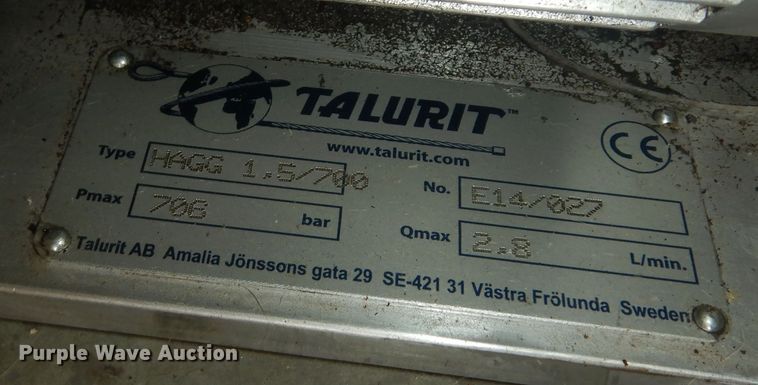 TALURIT™
www.talurit.com
CE
Type HAGG 1.5/700
No. E14/027
Pmax 706 bar
Qmax 2.8 L/min.
Talurit AB Amalia Jönssons gata 29 SE-421 31 Västra Frölunda Sweden
Purple Wave Auction